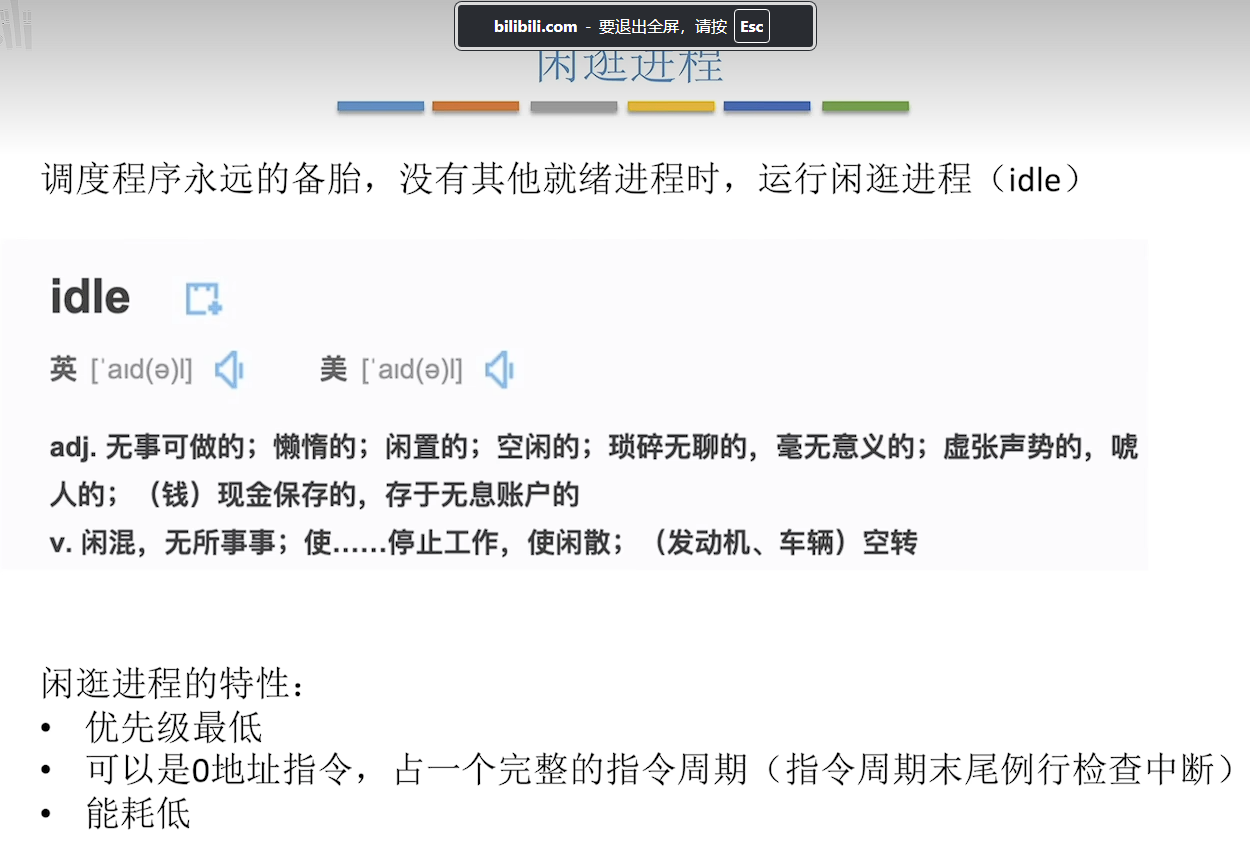 bilibili.com - 要退出全屏，请按 Esc
闲逛进程
调度程序永远的备胎，没有其他就绪进程时，运行闲逛进程（idle）
idle
英 [ˈaɪd(ə)l] 美 [ˈaɪd(ə)l]
adj. 无事可做的；懒惰的；闲置的；空闲的；琐碎无聊的，毫无意义的；虚张声势的，唬
人的；（钱）现金保存的，存于无息账户的
v. 闲混，无所事事；使……停止工作，使闲散；（发动机、车辆）空转
闲逛进程的特性：
• 优先级最低
• 可以是0地址指令，占一个完整的指令周期（指令周期末尾例行检查中断）
• 能耗低